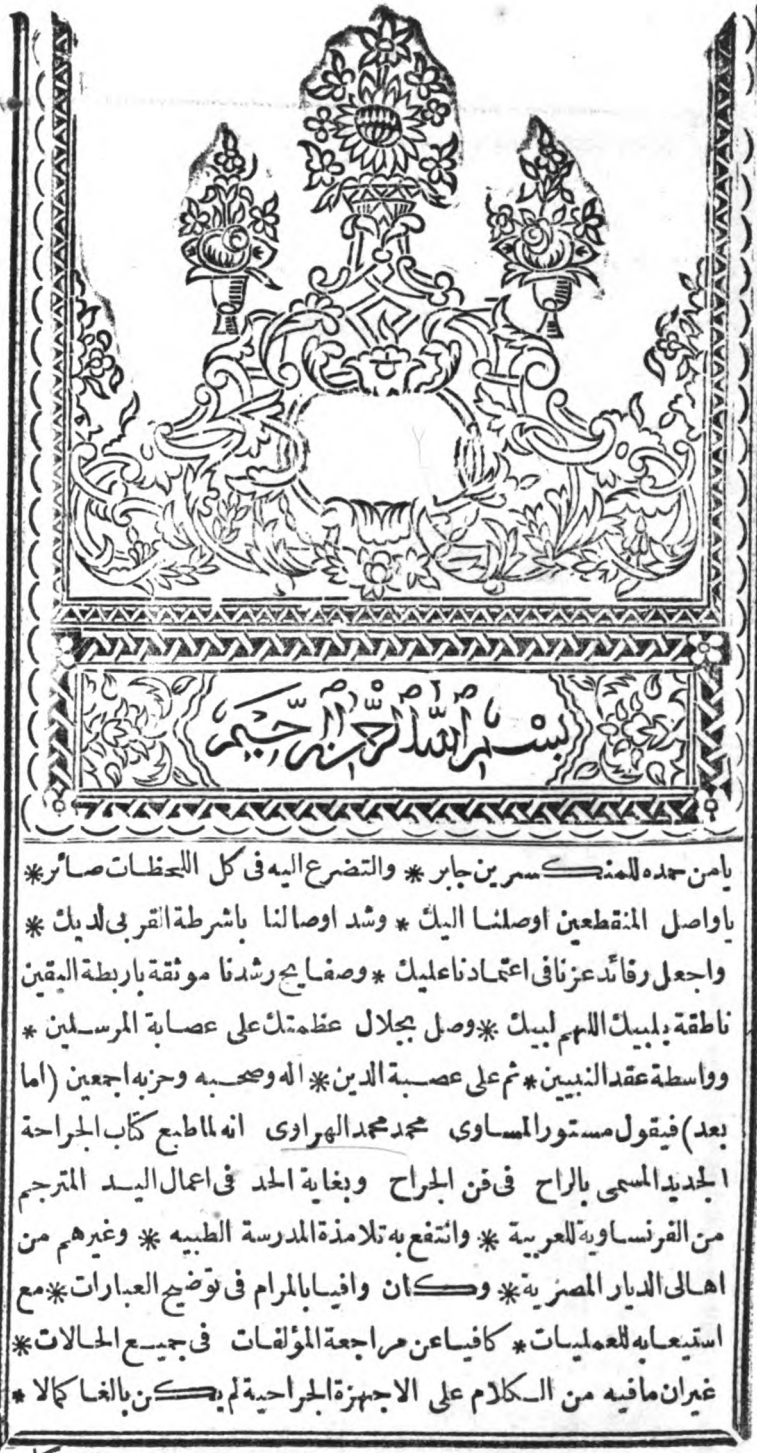 بسم الله الرحمن الرحيم
يامن حمده للمنكسرين جابر * والتضرع اليه فى كل اللحظات صائر *
ياواصل المنقطعين اوصلنا اليك * وشد اوصالنا باشرطة القربى لديك *
واجعل رفائد عزنا فى اعتمادنا عليك * وصفايح رشدنا موثقة باربطة اليقين
ناطقة بلبيك اللهم لبيك * وصل بجلال عظمتك على عصابة المرسلين *
وواسطة عقد النبيين * ثم على عصبة الدين * اله وصحبه وحزبه اجمعين (اما
بعد) فيقول مستور المساوى محمد محمد الهراوى انه لما طبع كتاب الجراحة
الجديد المسمى بالراح فى فن الجراح وبغاية الحد فى اعمال اليد المترجم
من الفرنساوية للعربية * وانتفع به تلامذة المدرسة الطبيه * وغيرهم من
اهالى الديار المصرية * وكان وافيا بالمرام فى توضيح العبارات * مع
استيعابه للعمليات * كافيا عن مراجعة المؤلفات فى جميع الحالات *
غيران مافيه من الكلام على الاجهزة الجراحية لم يكن بالغا كمالا *